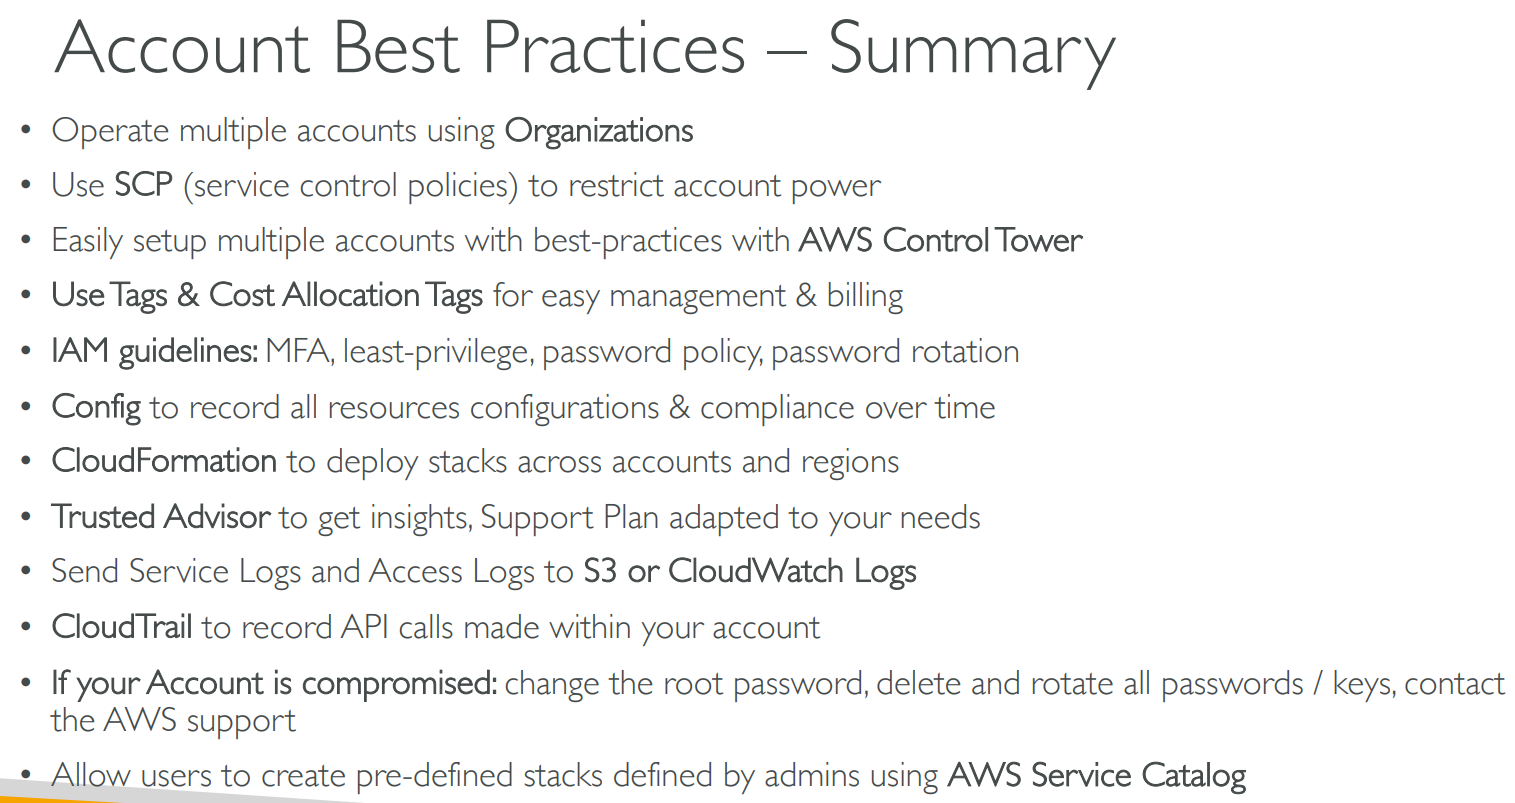 Account Best Practices – Summary
• Operate multiple accounts using Organizations
• Use SCP (service control policies) to restrict account power
• Easily setup multiple accounts with best-practices with AWS Control Tower
• Use Tags & Cost Allocation Tags for easy management & billing
• IAM guidelines: MFA, least-privilege, password policy, password rotation
• Config to record all resources configurations & compliance over time
• CloudFormation to deploy stacks across accounts and regions
• Trusted Advisor to get insights, Support Plan adapted to your needs
• Send Service Logs and Access Logs to S3 or CloudWatch Logs
• CloudTrail to record API calls made within your account
• If your Account is compromised: change the root password, delete and rotate all passwords / keys, contact
the AWS support
• Allow users to create pre-defined stacks defined by admins using AWS Service Catalog